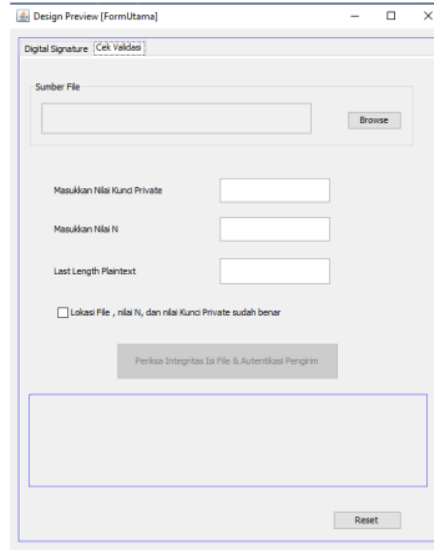 Design Preview [FormUtama]
Digital Signature Cek Validasi
Sumber File
Browse
Masukkan Nilai Kunci Private
Masukkan Nilai N
Last Length Plaintext
Lokasi File , nilai N, dan nilai Kunci Private sudah benar
Periksa Integritas Isi File & Autentikasi Pengirim
Reset